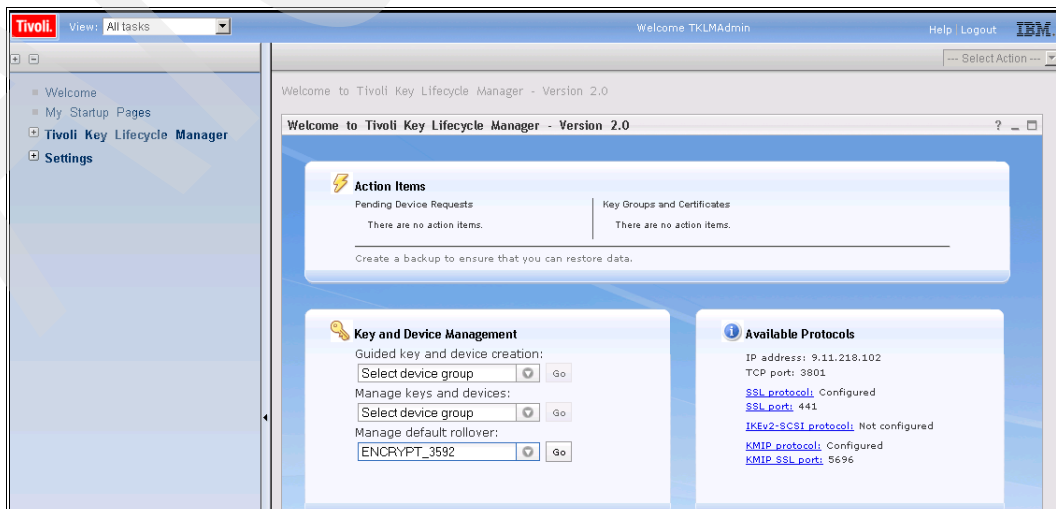 Tivoli. View: All tasks Welcome TKLMAdmin Help | Logout IBM.
--- Select Action ---
Welcome
My Startup Pages
Tivoli Key Lifecycle Manager
Settings
Welcome to Tivoli Key Lifecycle Manager - Version 2.0
Welcome to Tivoli Key Lifecycle Manager - Version 2.0 ?
Action Items
Pending Device Requests
There are no action items.
Key Groups and Certificates
There are no action items.
Create a backup to ensure that you can restore data.
Key and Device Management
Guided key and device creation:
Select device group Go
Manage keys and devices:
Select device group Go
Manage default rollover:
ENCRYPT_3592 Go
Available Protocols
IP address: 9.11.218.102
TCP port: 3801
SSL protocol: Configured
SSL port: 441
IKEv2-SCSI protocol: Not configured
KMIP protocol: Configured
KMIP SSL port: 5696